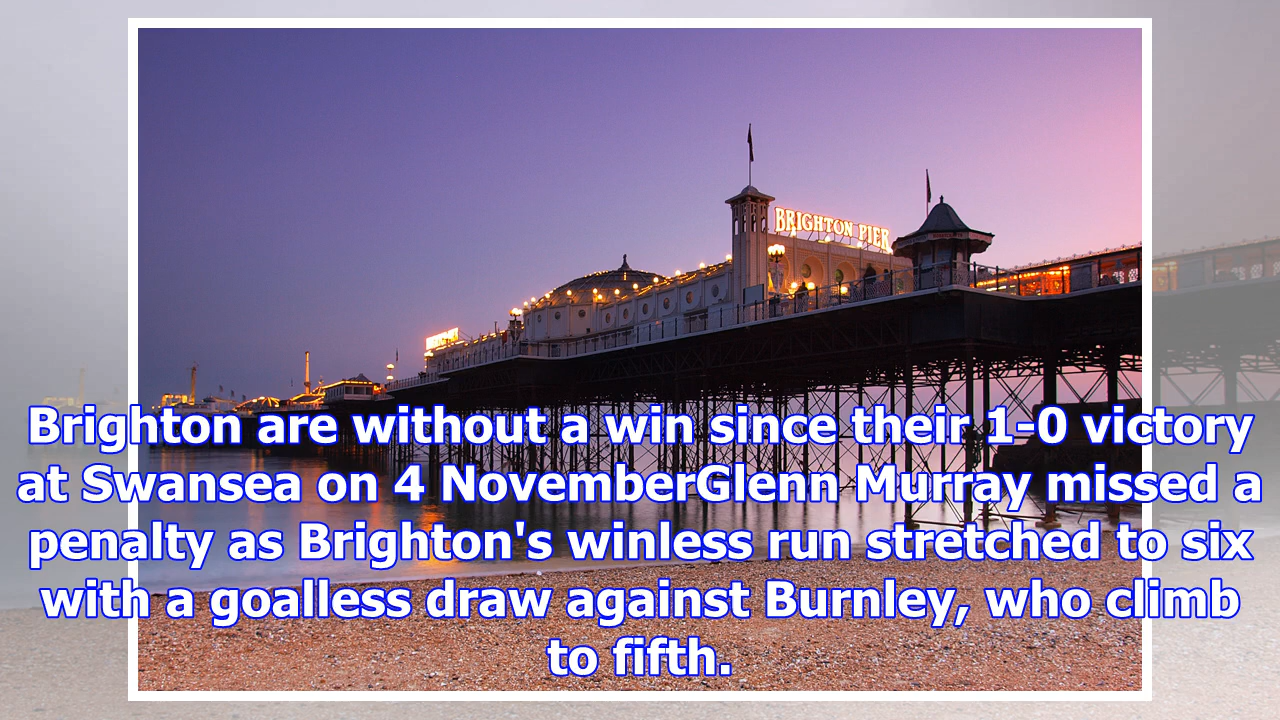 BRIGHTON PIER
Brighton are without a win since their 1-0 victory
at Swansea on 4 NovemberGlenn Murray missed a
penalty as Brighton's winless run stretched to six
with a goalless draw against Burnley, who climb
to fifth.